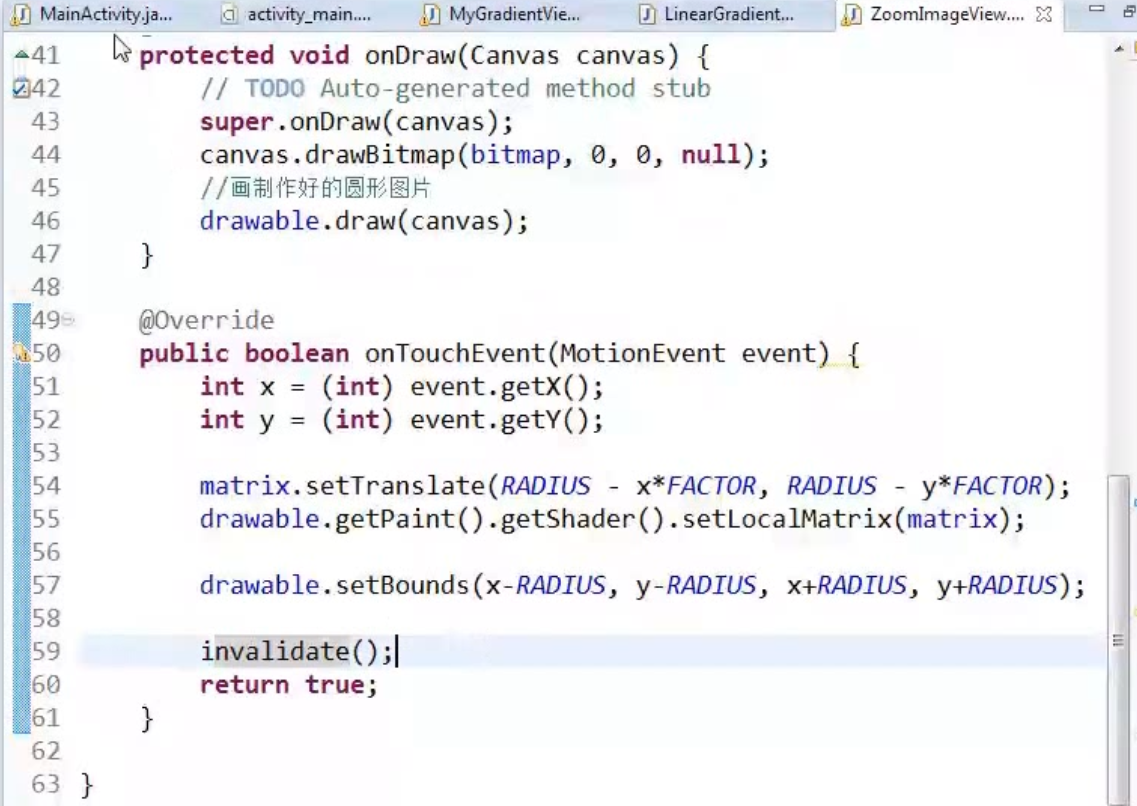 MainActivity.ja... activity_main.... MyGradientVie... LinearGradient... ZoomImageView....
41 protected void onDraw(Canvas canvas) {
42 // TODO Auto-generated method stub
43 super.onDraw(canvas);
44 canvas.drawBitmap(bitmap, 0, 0, null);
45 //画制作好的圆形图片
46 drawable.draw(canvas);
47 }
48
49 @Override
50 public boolean onTouchEvent(MotionEvent event) {
51 int x = (int) event.getX();
52 int y = (int) event.getY();
53
54 matrix.setTranslate(RADIUS - x*FACTOR, RADIUS - y*FACTOR);
55 drawable.getPaint().getShader().setLocalMatrix(matrix);
56
57 drawable.setBounds(x-RADIUS, y-RADIUS, x+RADIUS, y+RADIUS);
58
59 invalidate();
60 return true;
61 }
62
63 }